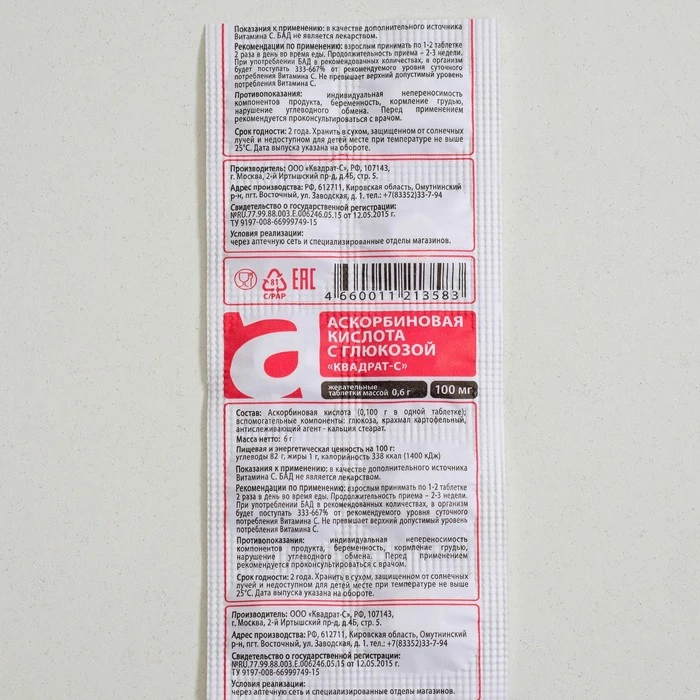 Показания к применению: в качестве дополнительного источника
Витамина С. БАД не является лекарством.
Рекомендации по применению: взрослым принимать по 1-2 таблетке
2 раза в день во время еды. Продолжительность приема – 2-3 недели.
При употреблении БАД в рекомендованных количествах, в организм
будет поступать 333-667% от рекомендуемого уровня суточного
потребления Витамина С. Не превышает верхний допустимый уровень
потребления Витамина С.
Противопоказания: индивидуальная непереносимость
компонентов продукта, беременность, кормление грудью,
нарушение углеводного обмена. Перед применением
рекомендуется проконсультироваться с врачом.
Срок годности: 2 года. Хранить в сухом, защищенном от солнечных
лучей и недоступном для детей месте при температуре не выше
25°С. Дата выпуска указана на обороте.
Производитель: ООО «Квадрат-С», РФ, 107143,
г. Москва, 2-й Иртышский пр-д, д.4Б, стр. 5.
Адрес производства: РФ, 612711, Кировская область, Омутнинский
р-н, пгт. Восточный, ул. Заводская, д. 1. тел.: +7(83352)33-7-94
Свидетельство о государственной регистрации:
№RU.77.99.88.003.Е.006246.05.15 от 12.05.2015 г.
ТУ 9197-008-66999749-15
Условия реализации:
через аптечную сеть и специализированные отделы магазинов.
81
C/PAP
EAC
4 660011 213583
а
АСКОРБИНОВАЯ
КИСЛОТА
С ГЛЮКОЗОЙ
«КВАДРАТ-С»
жевательные
таблетки массой 0,6 г
100 мг
Состав: Аскорбиновая кислота (0,100 г в одной таблетке);
вспомогательные компоненты: глюкоза, крахмал картофельный,
антислеживающий агент - кальция стеарат.
Масса нетто: 6 г
Пищевая и энергетическая ценность на 100 г:
углеводы 82 г, жиры 1 г, калорийность 338 ккал (1400 кДж)
Показания к применению: в качестве дополнительного источника
Витамина С. БАД не является лекарством.
Рекомендации по применению: взрослым принимать по 1-2 таблетке
2 раза в день во время еды. Продолжительность приема – 2-3 недели.
При употреблении БАД в рекомендованных количествах, в организм
будет поступать 333-667% от рекомендуемого уровня суточного
потребления Витамина С. Не превышает верхний допустимый уровень
потребления Витамина С.
Противопоказания: индивидуальная непереносимость
компонентов продукта, беременность, кормление грудью,
нарушение углеводного обмена. Перед применением
рекомендуется проконсультироваться с врачом.
Срок годности: 2 года. Хранить в сухом, защищенном от солнечных
лучей и недоступном для детей месте при температуре не выше
25°С. Дата выпуска указана на обороте.
Производитель: ООО «Квадрат-С», РФ, 107143,
г. Москва, 2-й Иртышский пр-д, д.4Б, стр. 5.
Адрес производства: РФ, 612711, Кировская область, Омутнинский
р-н, пгт. Восточный, ул. Заводская, д. 1. тел.: +7(83352)33-7-94
Свидетельство о государственной регистрации:
№RU.77.99.88.003.Е.006246.05.15 от 12.05.2015 г.
ТУ 9197-008-66999749-15
Условия реализации:
через аптечную сеть и специализированные отделы магазинов.